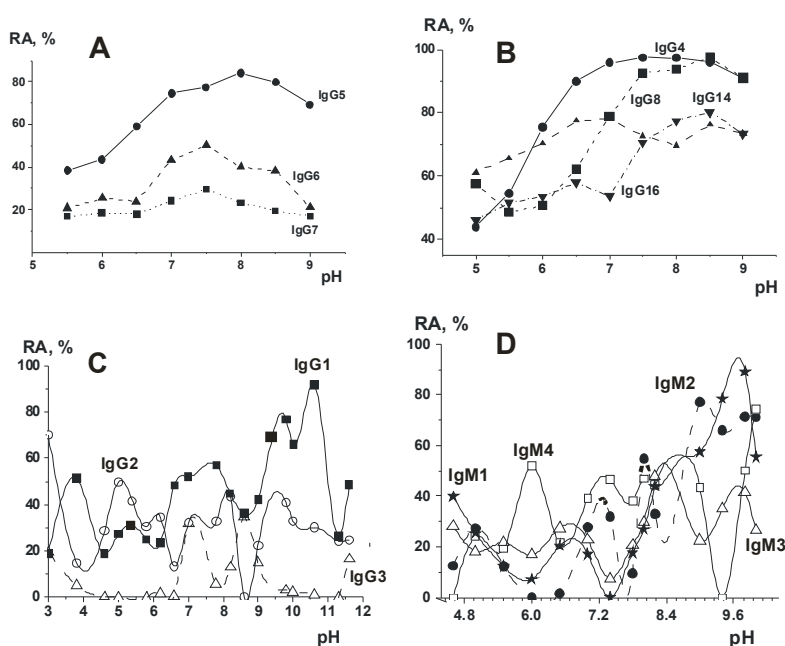 RA, %
A
80
60
40
20
5
6
7
8
9
pH
IgG5
IgG6
IgG7
RA, %
B
100
80
60
40
5
6
7
8
9
pH
IgG4
IgG8
IgG14
IgG16
RA, %
C
100
80
60
40
20
0
3
4
5
6
7
8
9
10
11
12
pH
IgG1
IgG2
IgG3
RA, %
D
100
80
60
40
20
0
4.8
6.0
7.2
8.4
9.6
pH
IgM2
IgM4
IgM1
IgM3